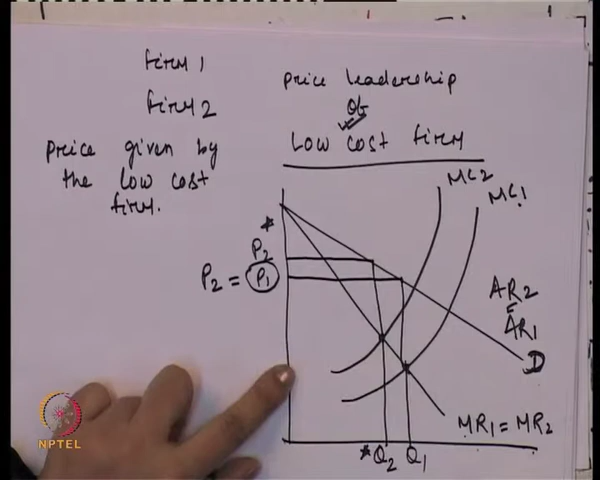 Firm 1
Firm 2
Price given by
the low cost
firm.
Price leadership
of
Low cost firm
MC2
MC1
*
P2
P2 = P1
AR2
=
AR1
D
MR1 = MR2
*Q2
Q1
NPTEL